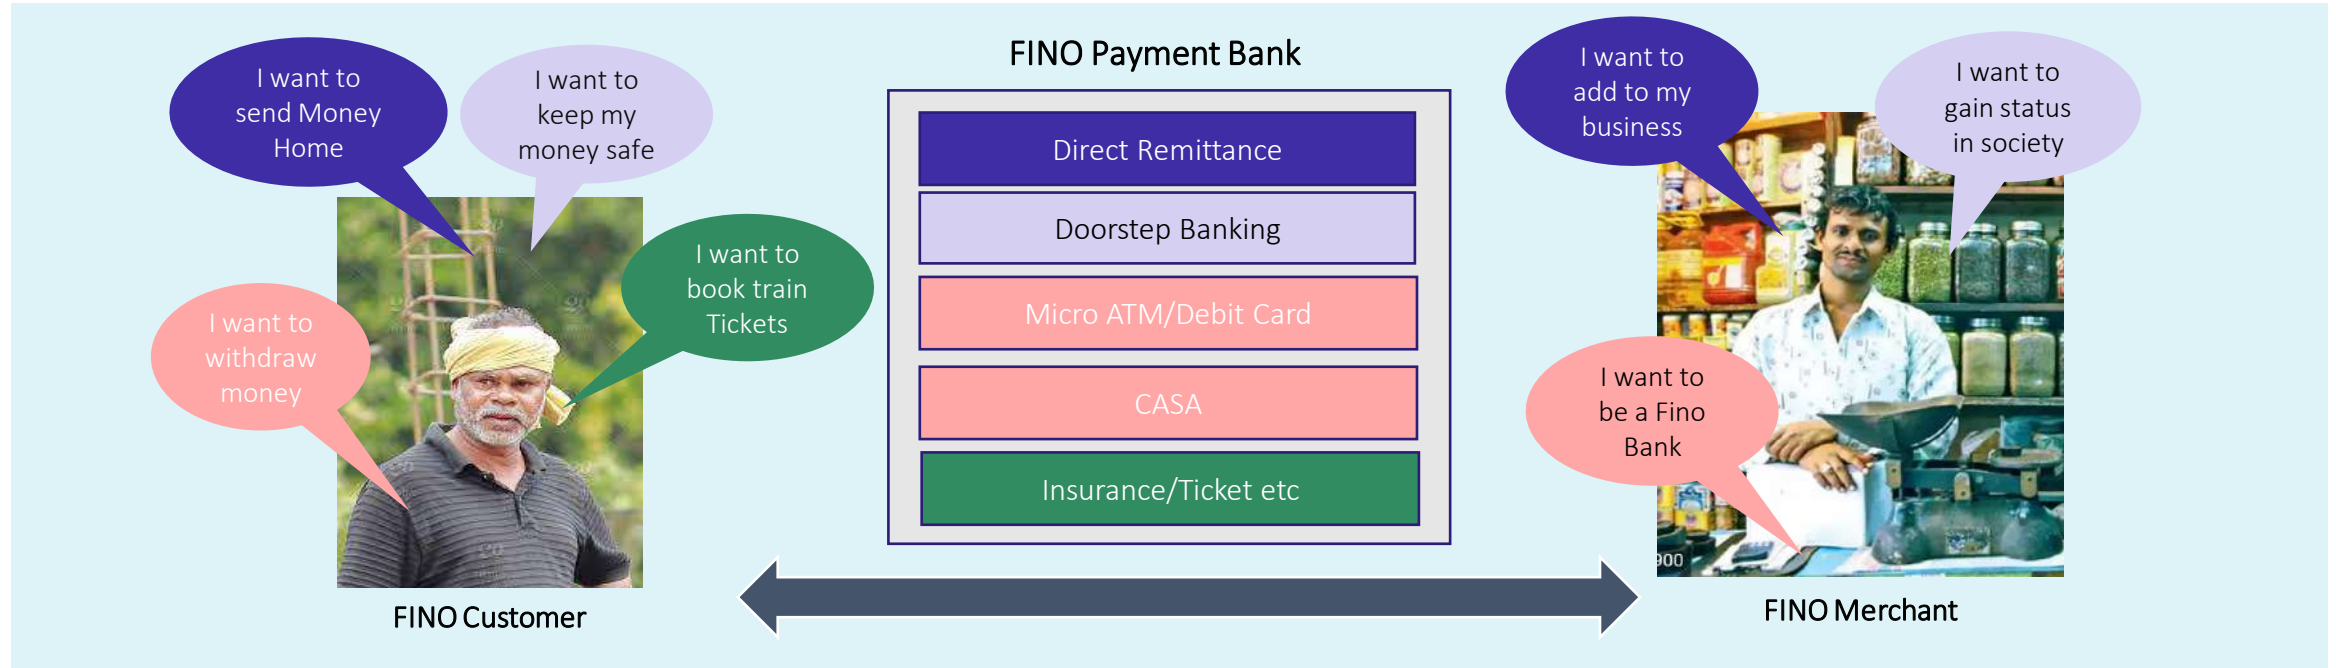 I want to
send Money
Home
I want to
keep my
money safe
I want to
book train
Tickets
I want to
withdraw
money
FINO Customer
FINO Payment Bank
Direct Remittance
Doorstep Banking
Micro ATM/Debit Card
CASA
Insurance/Ticket etc
I want to
add to my
business
I want to
gain status
in society
I want to
be a Fino
Bank
900
FINO Merchant